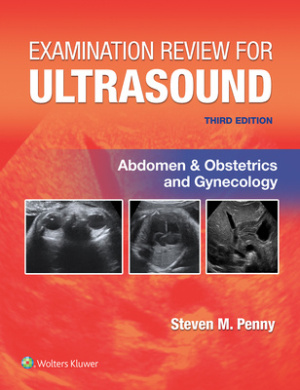 EXAMINATION REVIEW FOR
ULTRASOUND
THIRD EDITION
Abdomen & Obstetrics
and Gynecology
Steven M. Penny
Wolters Kluwer